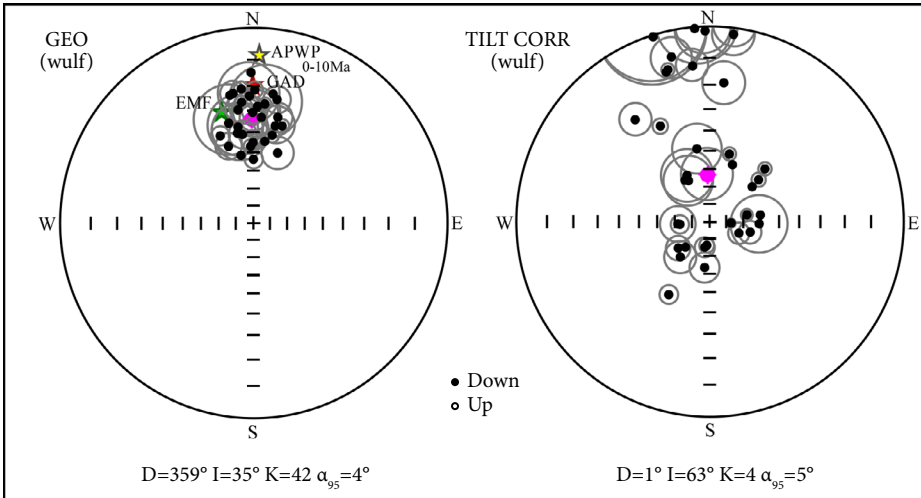 GEO
(wulf)
N
APWP
0-10Ma
GAD
EMF
W
E
S
D=359° I=35° K=42 α95=4°
TILT CORR
(wulf)
N
W
E
S
Down
Up
D=1° I=63° K=4 α95=5°